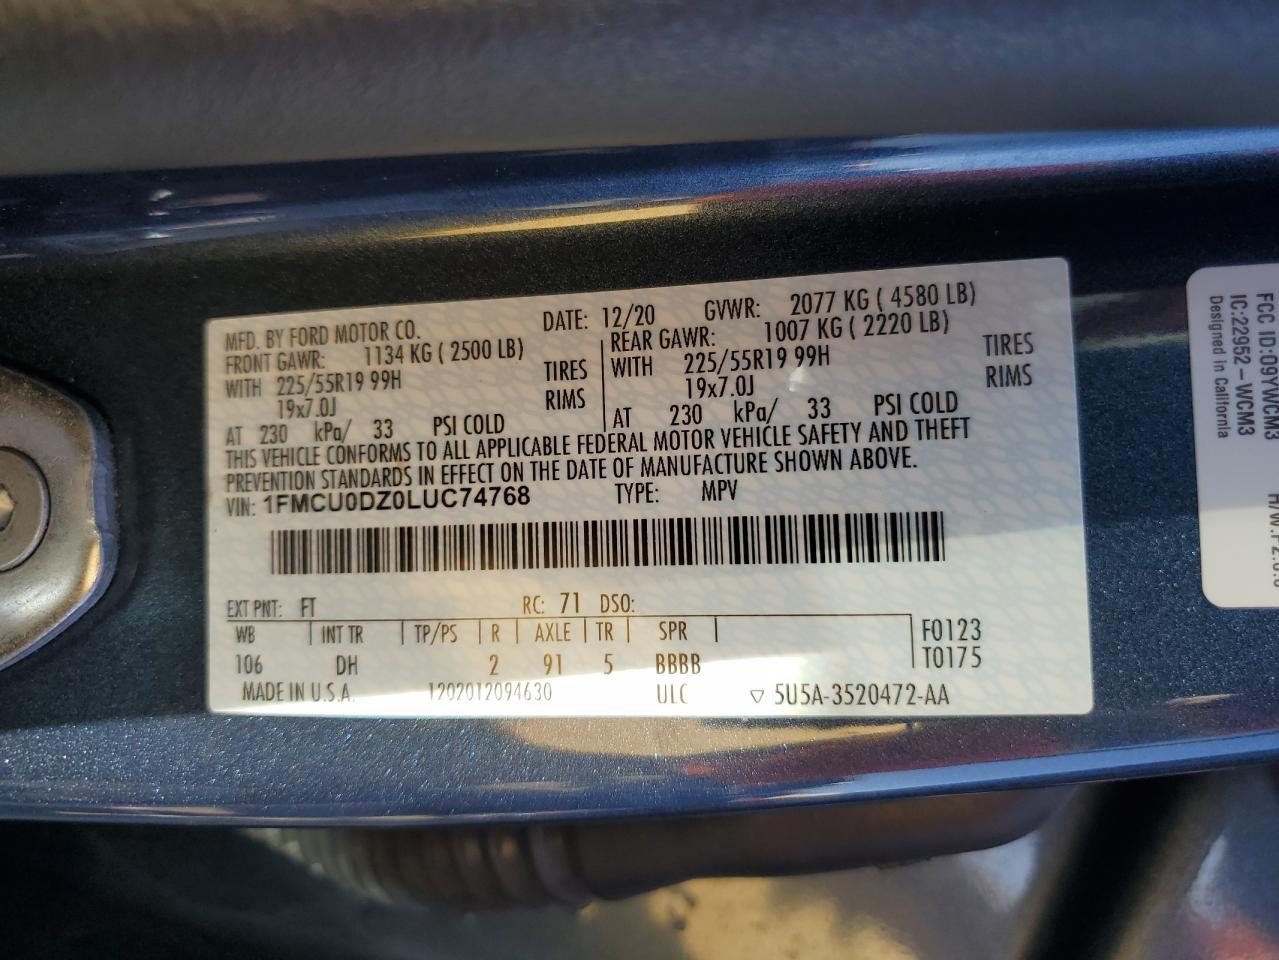 MFD. BY FORD MOTOR CO. DATE: 12/20 GVWR: 2077 KG ( 4580 LB)
FRONT GAWR: 1134 KG ( 2500 LB) REAR GAWR: 1007 KG ( 2220 LB)
WITH 225/55R19 99H TIRES WITH 225/55R19 99H TIRES
19x7.0J RIMS 19x7.0J RIMS
AT 230 kPa/ 33 PSI COLD AT 230 kPa/ 33 PSI COLD
THIS VEHICLE CONFORMS TO ALL APPLICABLE FEDERAL MOTOR VEHICLE SAFETY AND THEFT
PREVENTION STANDARDS IN EFFECT ON THE DATE OF MANUFACTURE SHOWN ABOVE.
VIN: 1FMCU0DZ0LUC74768 TYPE: MPV
EXT PNT: FT RC: 71 DSO:
WB INT TR TP/PS R AXLE TR SPR F0123
106 DH 2 91 5 BBBB T0175
MADE IN U.S.A. 1202012094630 ULC ▽ 5U5A-3520472-AA
FCC ID:O9YWCM3
IC:22952-WCM3
Designed in California